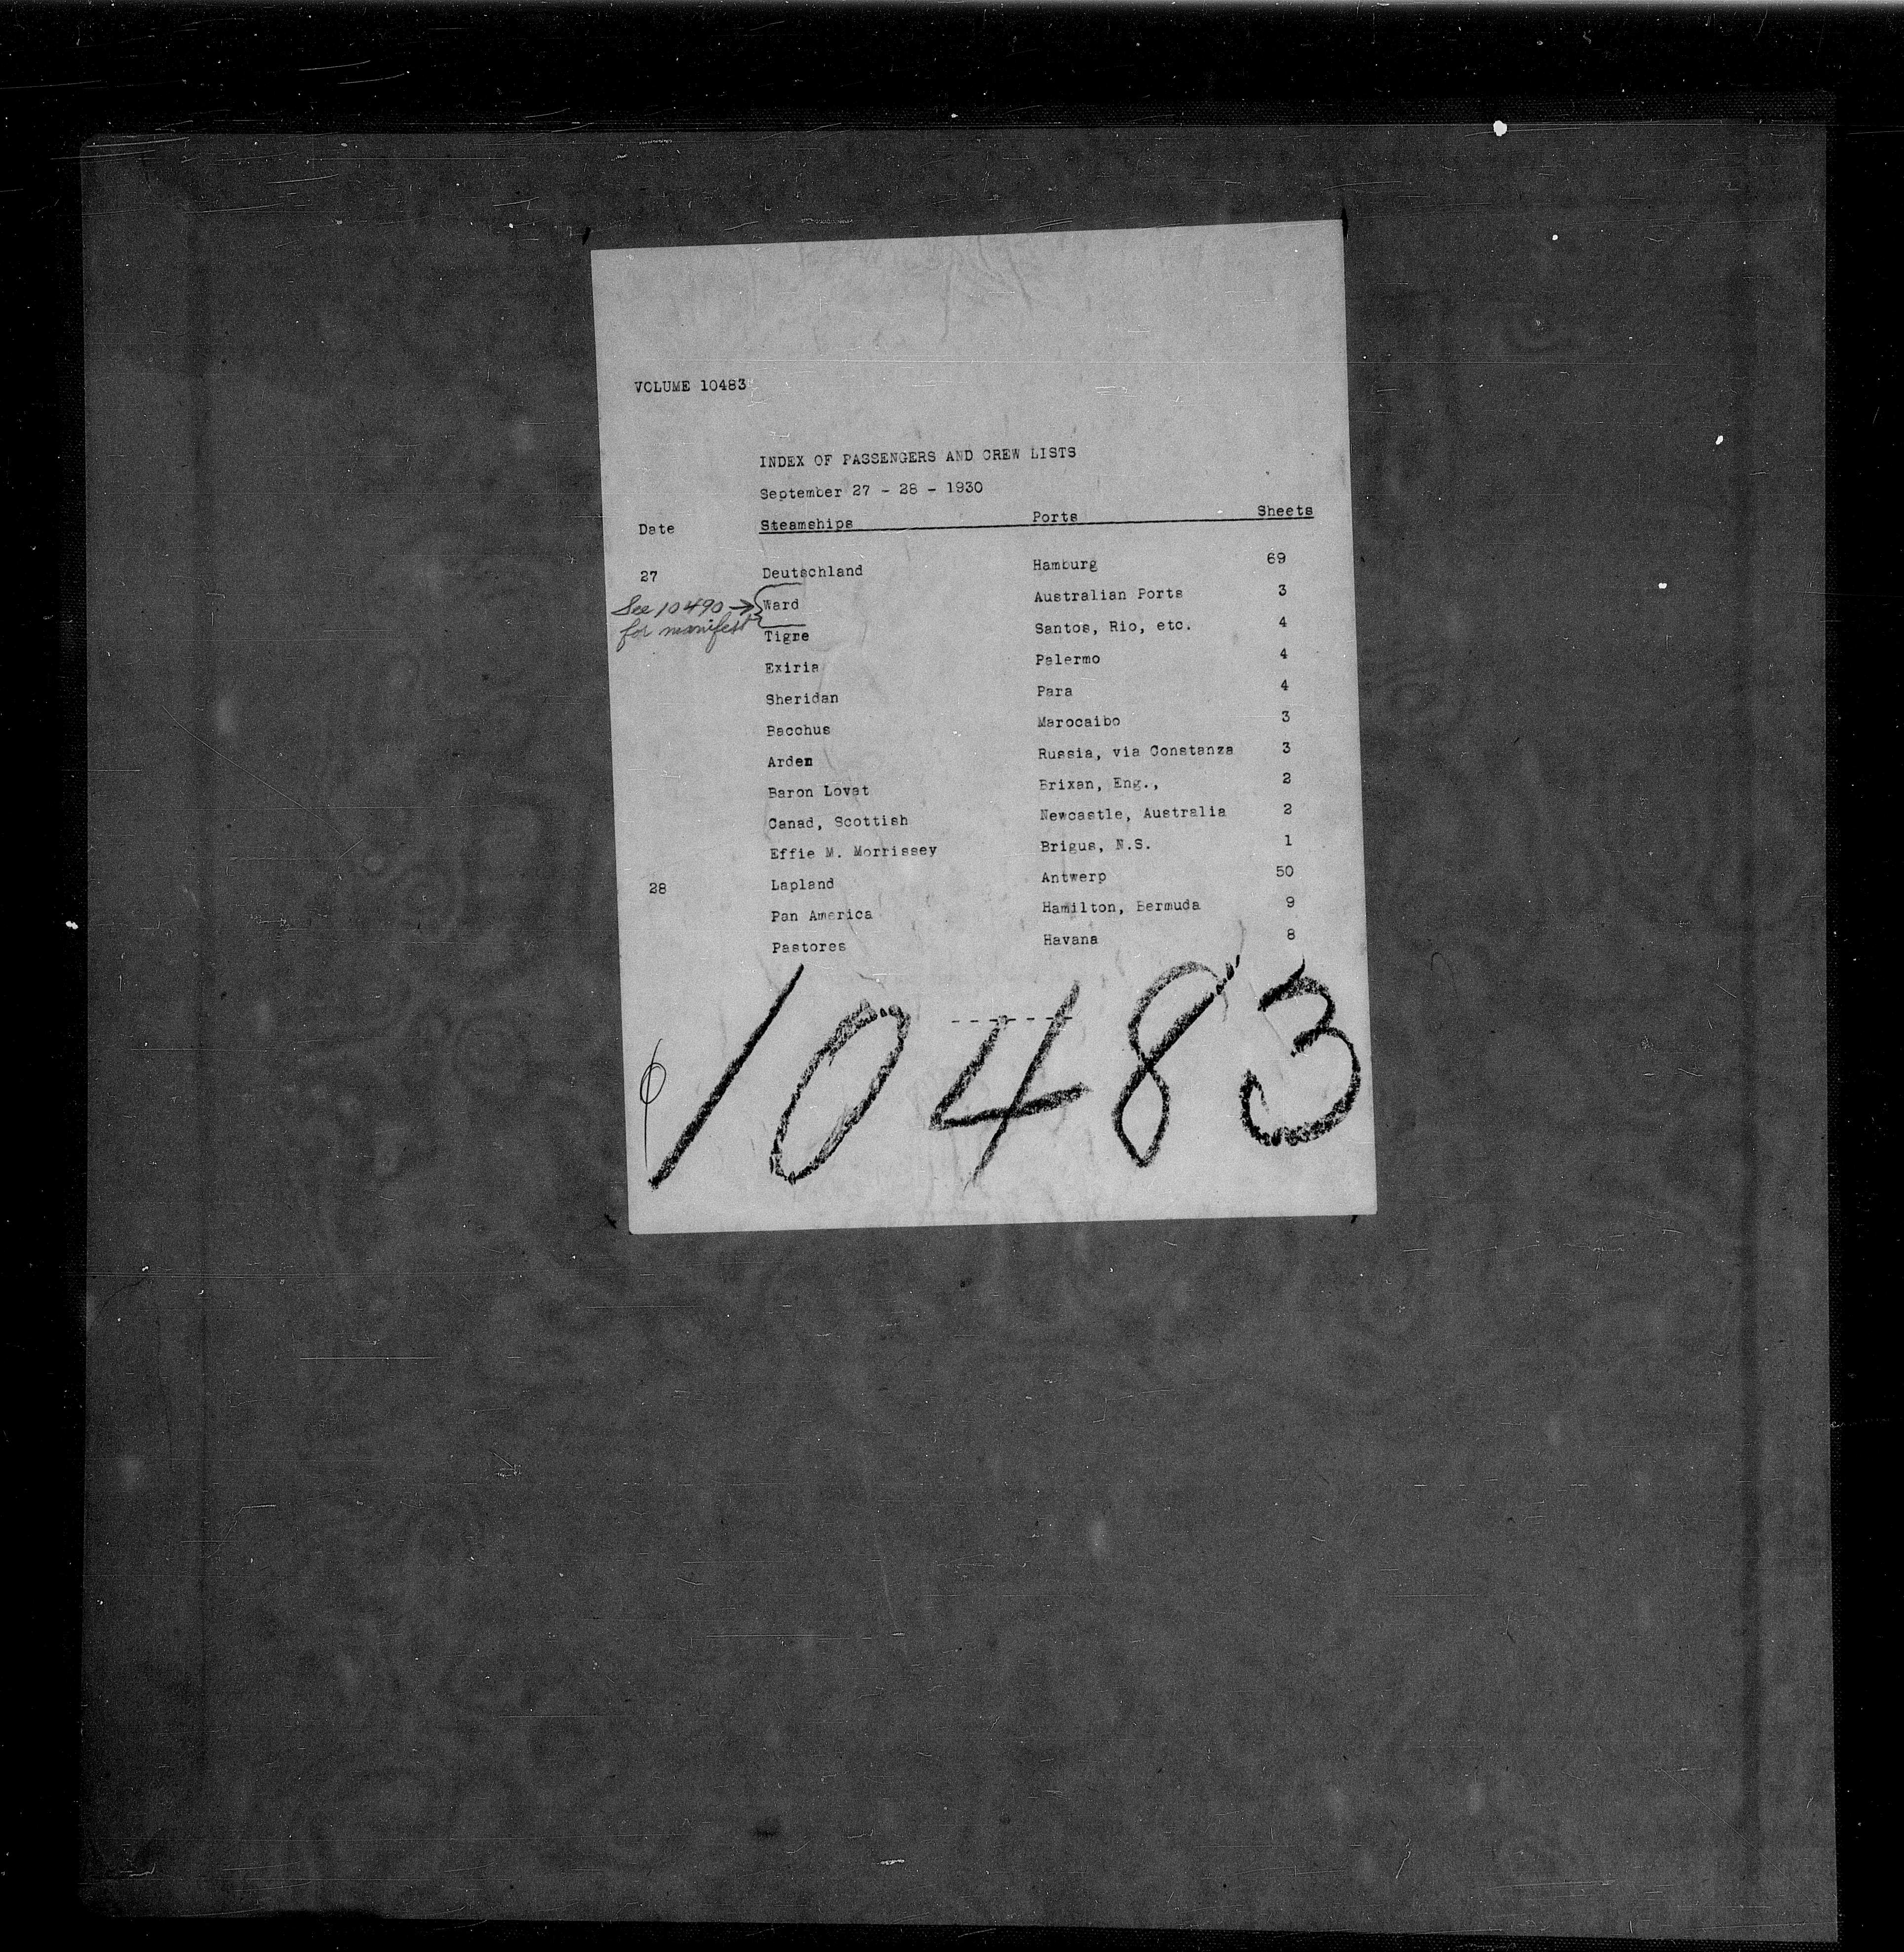 VOLUME 10483
INDEX OF PASSENGERS AND CREW LISTS
September 27 - 28 - 1930
Date Steamships Ports Sheets
27 Deutschland Hamburg 69
See 10490 → Ward Australian Ports 3
for manifest
Tigre Santos, Rio, etc. 4
Exiria Palermo 4
Sheridan Para 4
Bacchus Marocaibo 3
Arden Russia, via Constanza 3
Baron Lovat Brixan, Eng., 2
Canad, Scottish Newcastle, Australia 2
Effie M. Morrissey Brigus, N.S. 1
28 Lapland Antwerp 50
Pan America Hamilton, Bermuda 9
Pastores Havana 8
10483